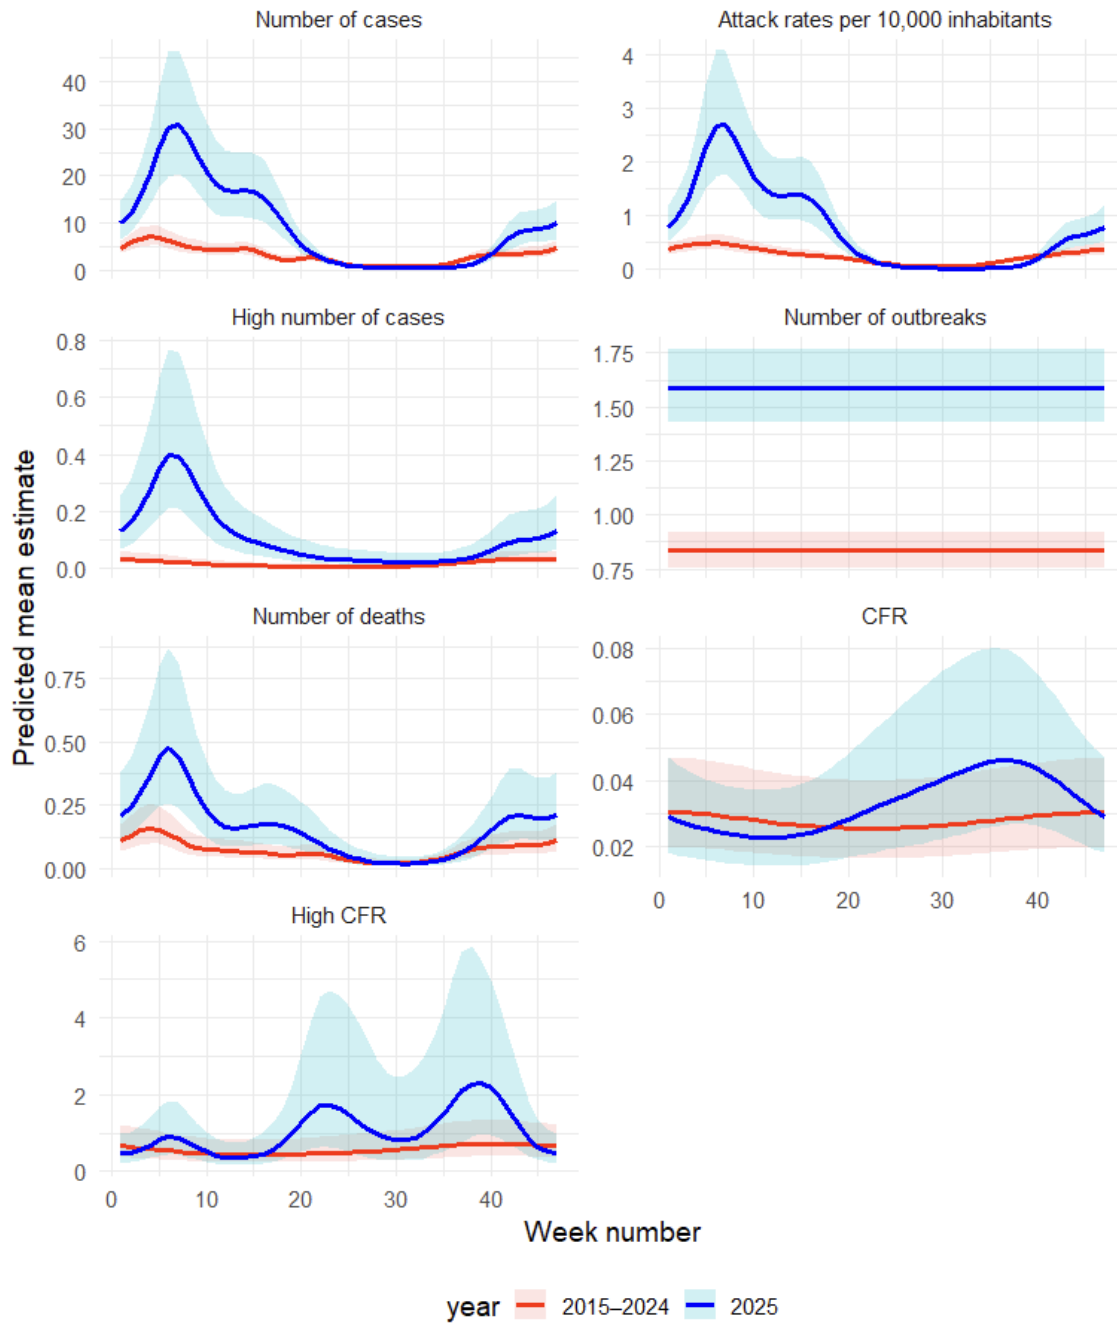 Number of cases
Attack rates per 10,000 inhabitants
40
30
20
10
0
4
3
2
1
0
High number of cases
Number of outbreaks
0.8
0.6
0.4
0.2
0.0
1.75
1.50
1.25
1.00
0.75
Predicted mean estimate
Number of deaths
CFR
0.75
0.50
0.25
0.00
0.08
0.06
0.04
0.02
0 10 20 30 40
High CFR
6
4
2
0
0 10 20 30 40
Week number
year 2015–2024 2025